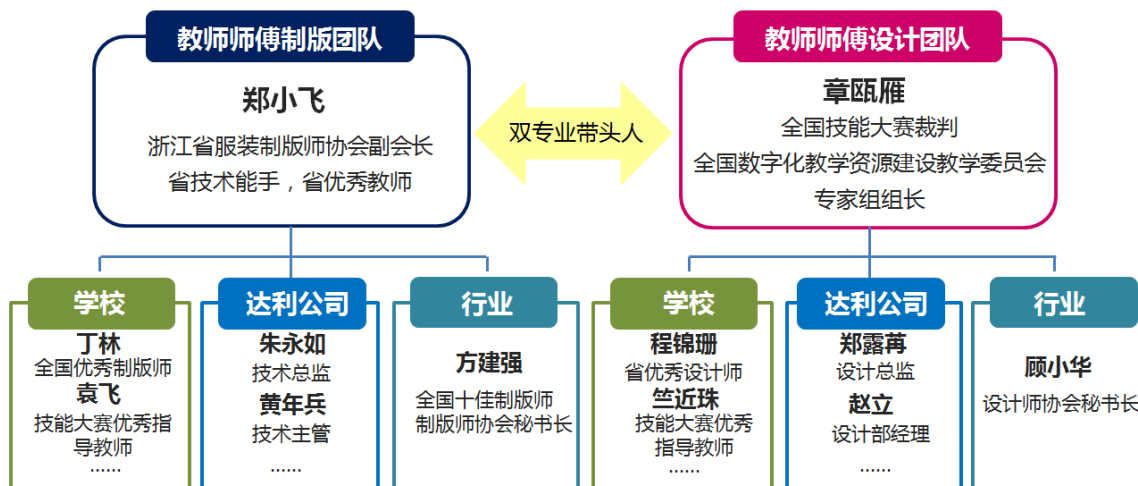 教师师傅制版团队
郑小飞
浙江省服装制版师协会副会长
省技术能手，省优秀教师
双专业带头人
教师师傅设计团队
章瓯雁
全国技能大赛裁判
全国数字化教学资源建设教学委员会
专家组组长
学校
丁林
全国优秀制版师
袁飞
技能大赛优秀指
导教师
......
达利公司
朱永如
技术总监
黄年兵
技术主管
......
行业
方建强
全国十佳制版师
制版师协会秘书长
学校
程锦珊
省优秀设计师
竺近珠
技能大赛优秀
指导教师
......
达利公司
郑露苒
设计总监
赵立
设计部经理
......
行业
顾小华
设计师协会秘书长